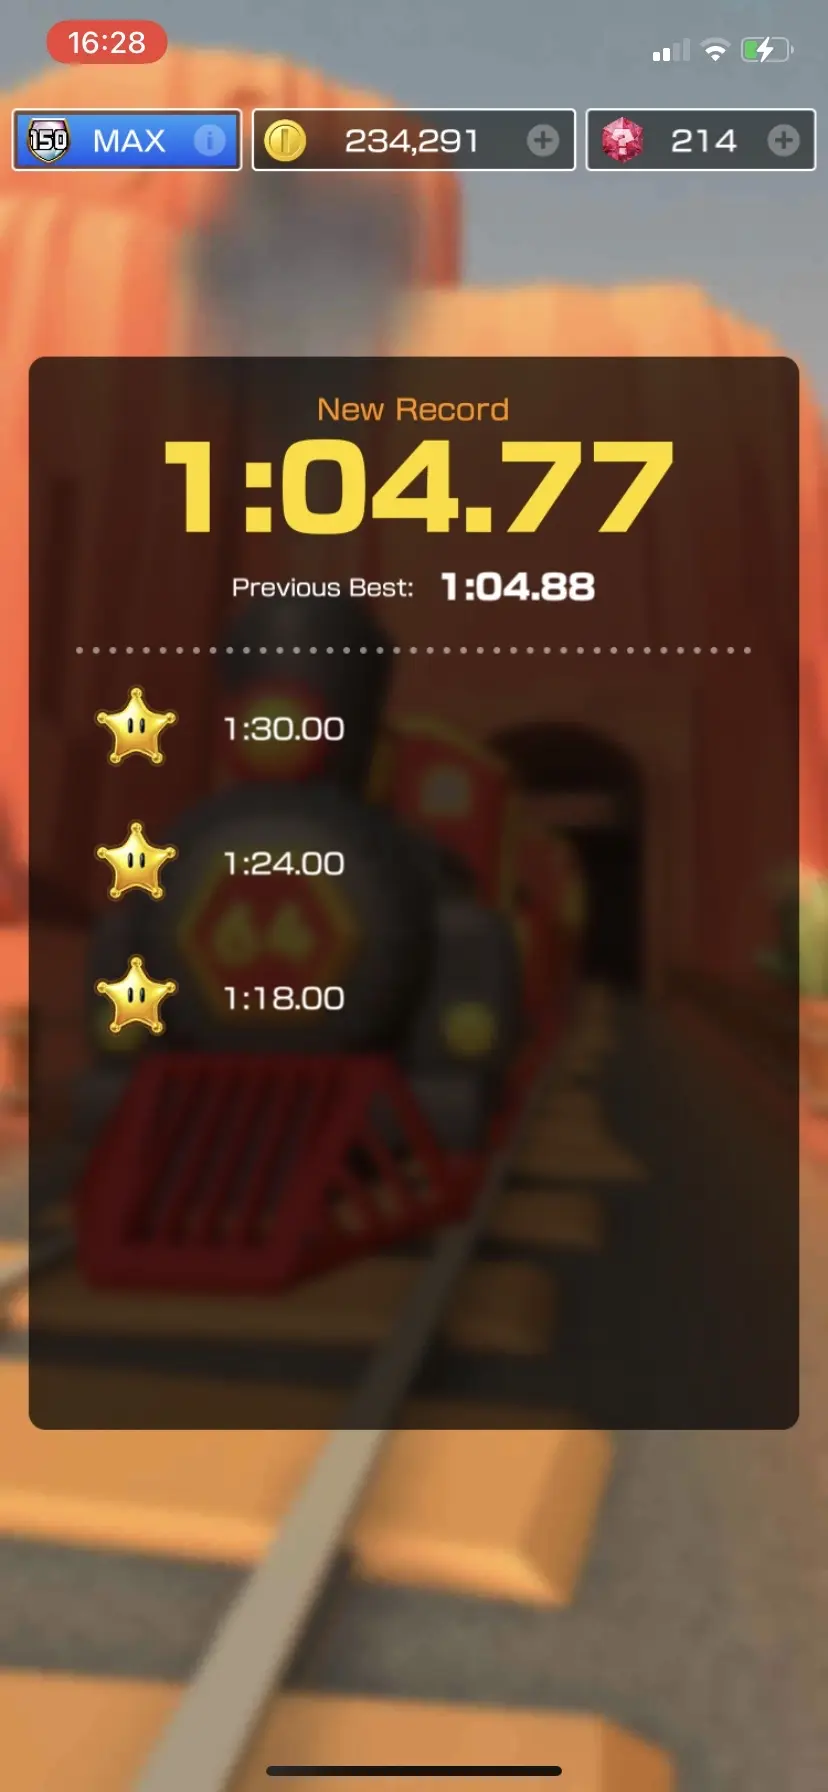 16:28
150 MAX i 234,291 + 214 +
New Record
1:04.77
Previous Best: 1:04.88
1:30.00
1:24.00
1:18.00
64